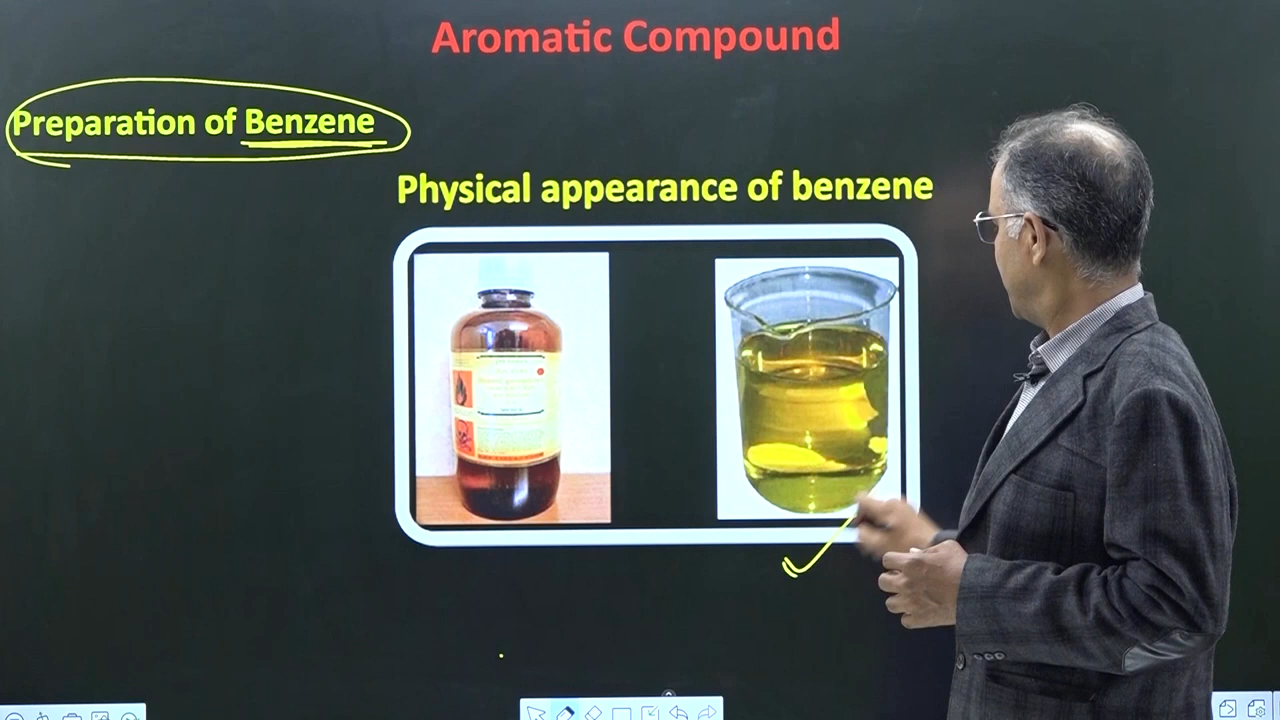 Aromatic Compound
Preparation of Benzene
Physical appearance of benzene